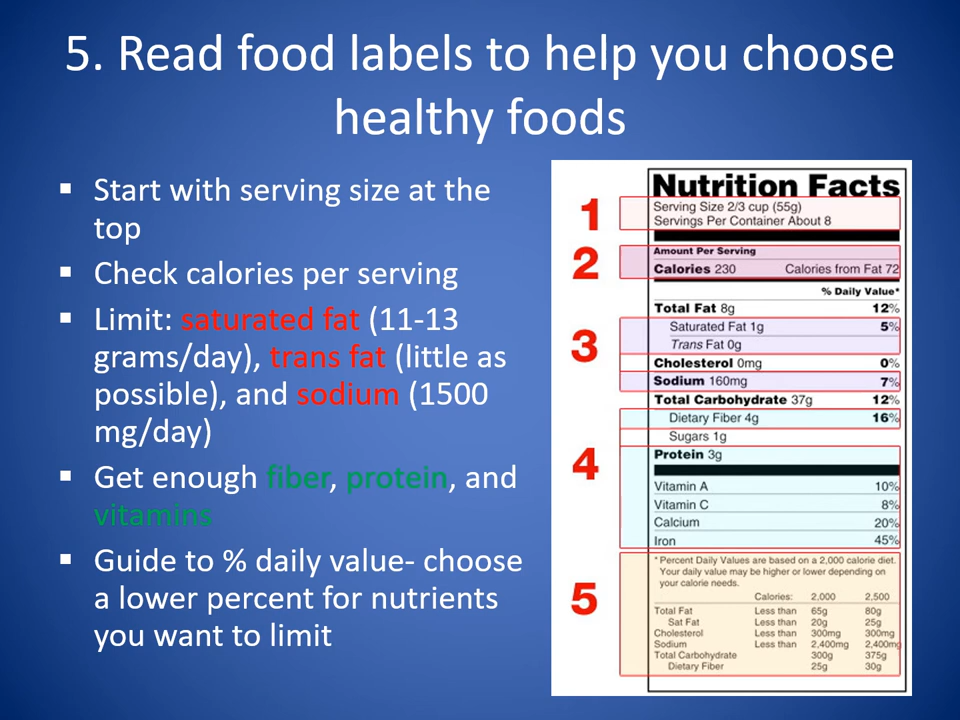 5. Read food labels to help you choose
healthy foods
▪ Start with serving size at the
top
▪ Check calories per serving
▪ Limit: saturated fat (11-13
grams/day), trans fat (little as
possible), and sodium (1500
mg/day)
▪ Get enough fiber, protein, and
vitamins
▪ Guide to % daily value- choose
a lower percent for nutrients
you want to limit
Nutrition Facts
1
Serving Size 2/3 cup (55g)
Servings Per Container About 8
2
Amount Per Serving
Calories 230 Calories from Fat 72
% Daily Value*
Total Fat 8g 12%
3
Saturated Fat 1g 5%
Trans Fat 0g
Cholesterol 0mg 0%
Sodium 160mg 7%
Total Carbohydrate 37g 12%
4
Dietary Fiber 4g 16%
Sugars 1g
Protein 3g
Vitamin A 10%
Vitamin C 8%
Calcium 20%
Iron 45%
5
* Percent Daily Values are based on a 2,000 calorie diet.
Your daily value may be higher or lower depending on
your calorie needs.
Calories: 2,000 2,500
Total Fat Less than 65g 80g
Sat Fat Less than 20g 25g
Cholesterol Less than 300mg 300mg
Sodium Less than 2,400mg 2,400mg
Total Carbohydrate 300g 375g
Dietary Fiber 25g 30g